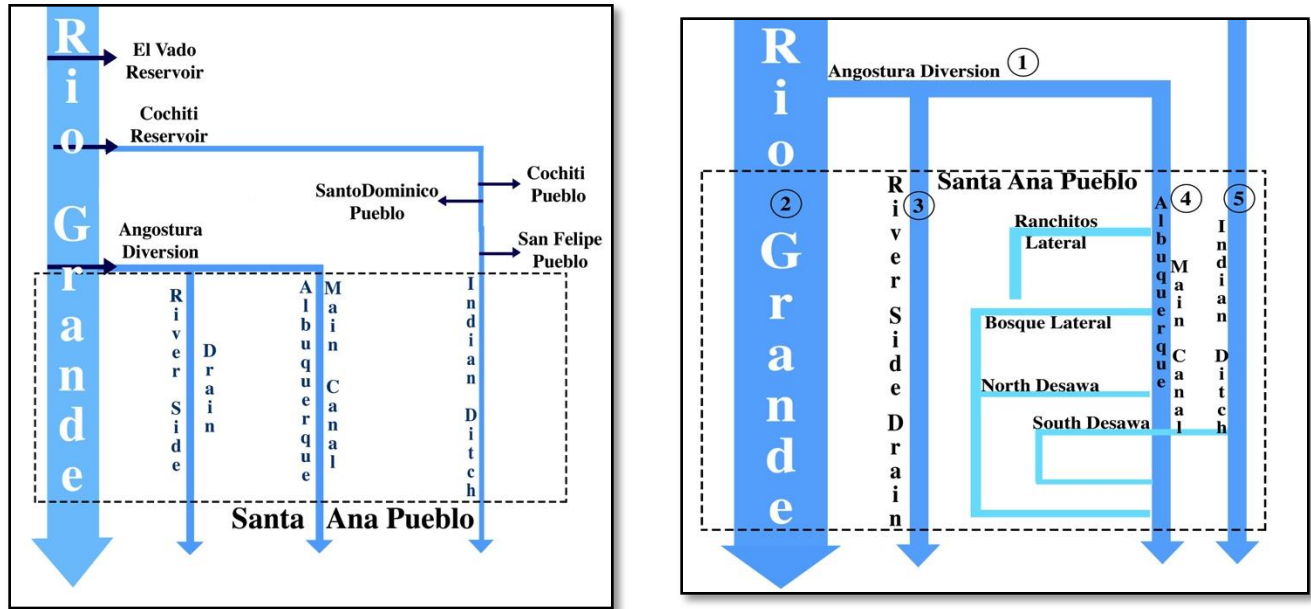 Rio Grande
El Vado
Reservoir
Cochiti
Reservoir
Cochiti
Pueblo
SantoDominico
Pueblo
San Felipe
Pueblo
Angostura
Diversion
River Side
Drain
Albuquerque
Main Canal
Indian Ditch
Santa Ana Pueblo
Rio Grande
Angostura Diversion 1
Santa Ana Pueblo
2
River Side Drain
3
Albuquerque
Main Canal
4
Indian Ditch
5
Ranchitos
Lateral
Bosque Lateral
North Desawa
South Desawa